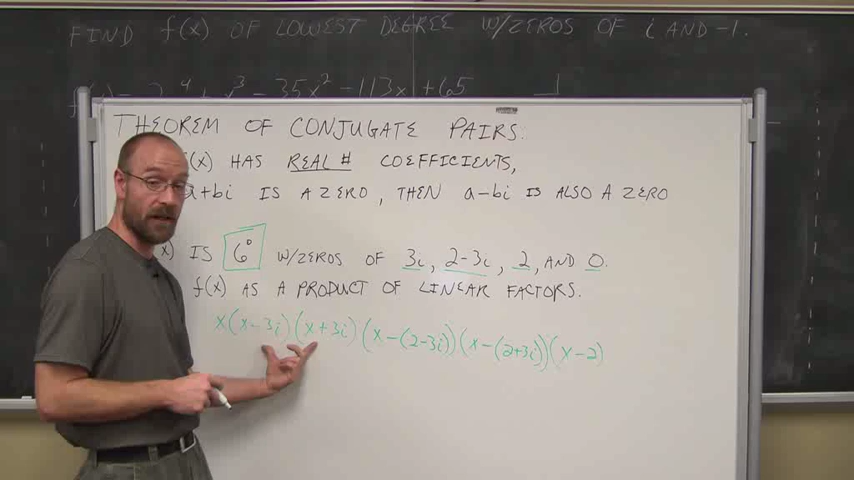 FIND f(x) OF LOWEST DEGREE W/ZEROS OF i AND -1.
x³ - 35x² - 113x + 65
THEOREM OF CONJUGATE PAIRS:
f(x) HAS REAL # COEFFICIENTS,
a+bi IS A ZERO, THEN a-bi IS ALSO A ZERO
x) IS 6° W/ZEROS OF 3i, 2-3i, 2, AND 0.
f(x) AS A PRODUCT OF LINEAR FACTORS.
x(x-3i)(x+3i)(x-(2-3i))(x-(2+3i))(x-2)